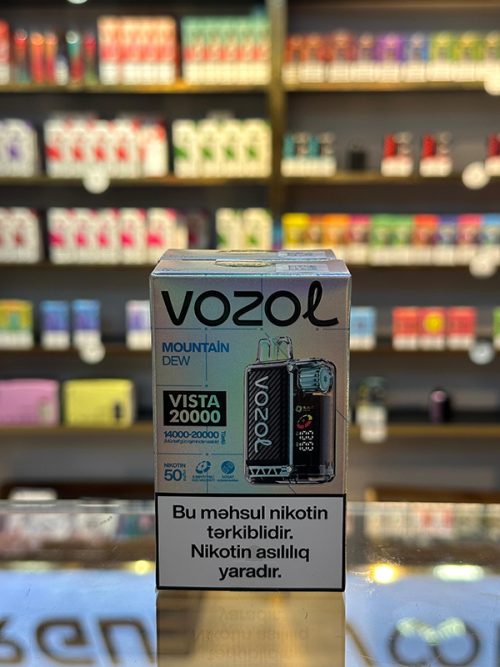 VOZOL
MOUNTAIN
DEW
VISTA
20000
14000-20000
NIKOTIN
50
VOZOL
Bu məhsul nikotin
tərkiblidir.
Nikotin asılılıq
yaradır.